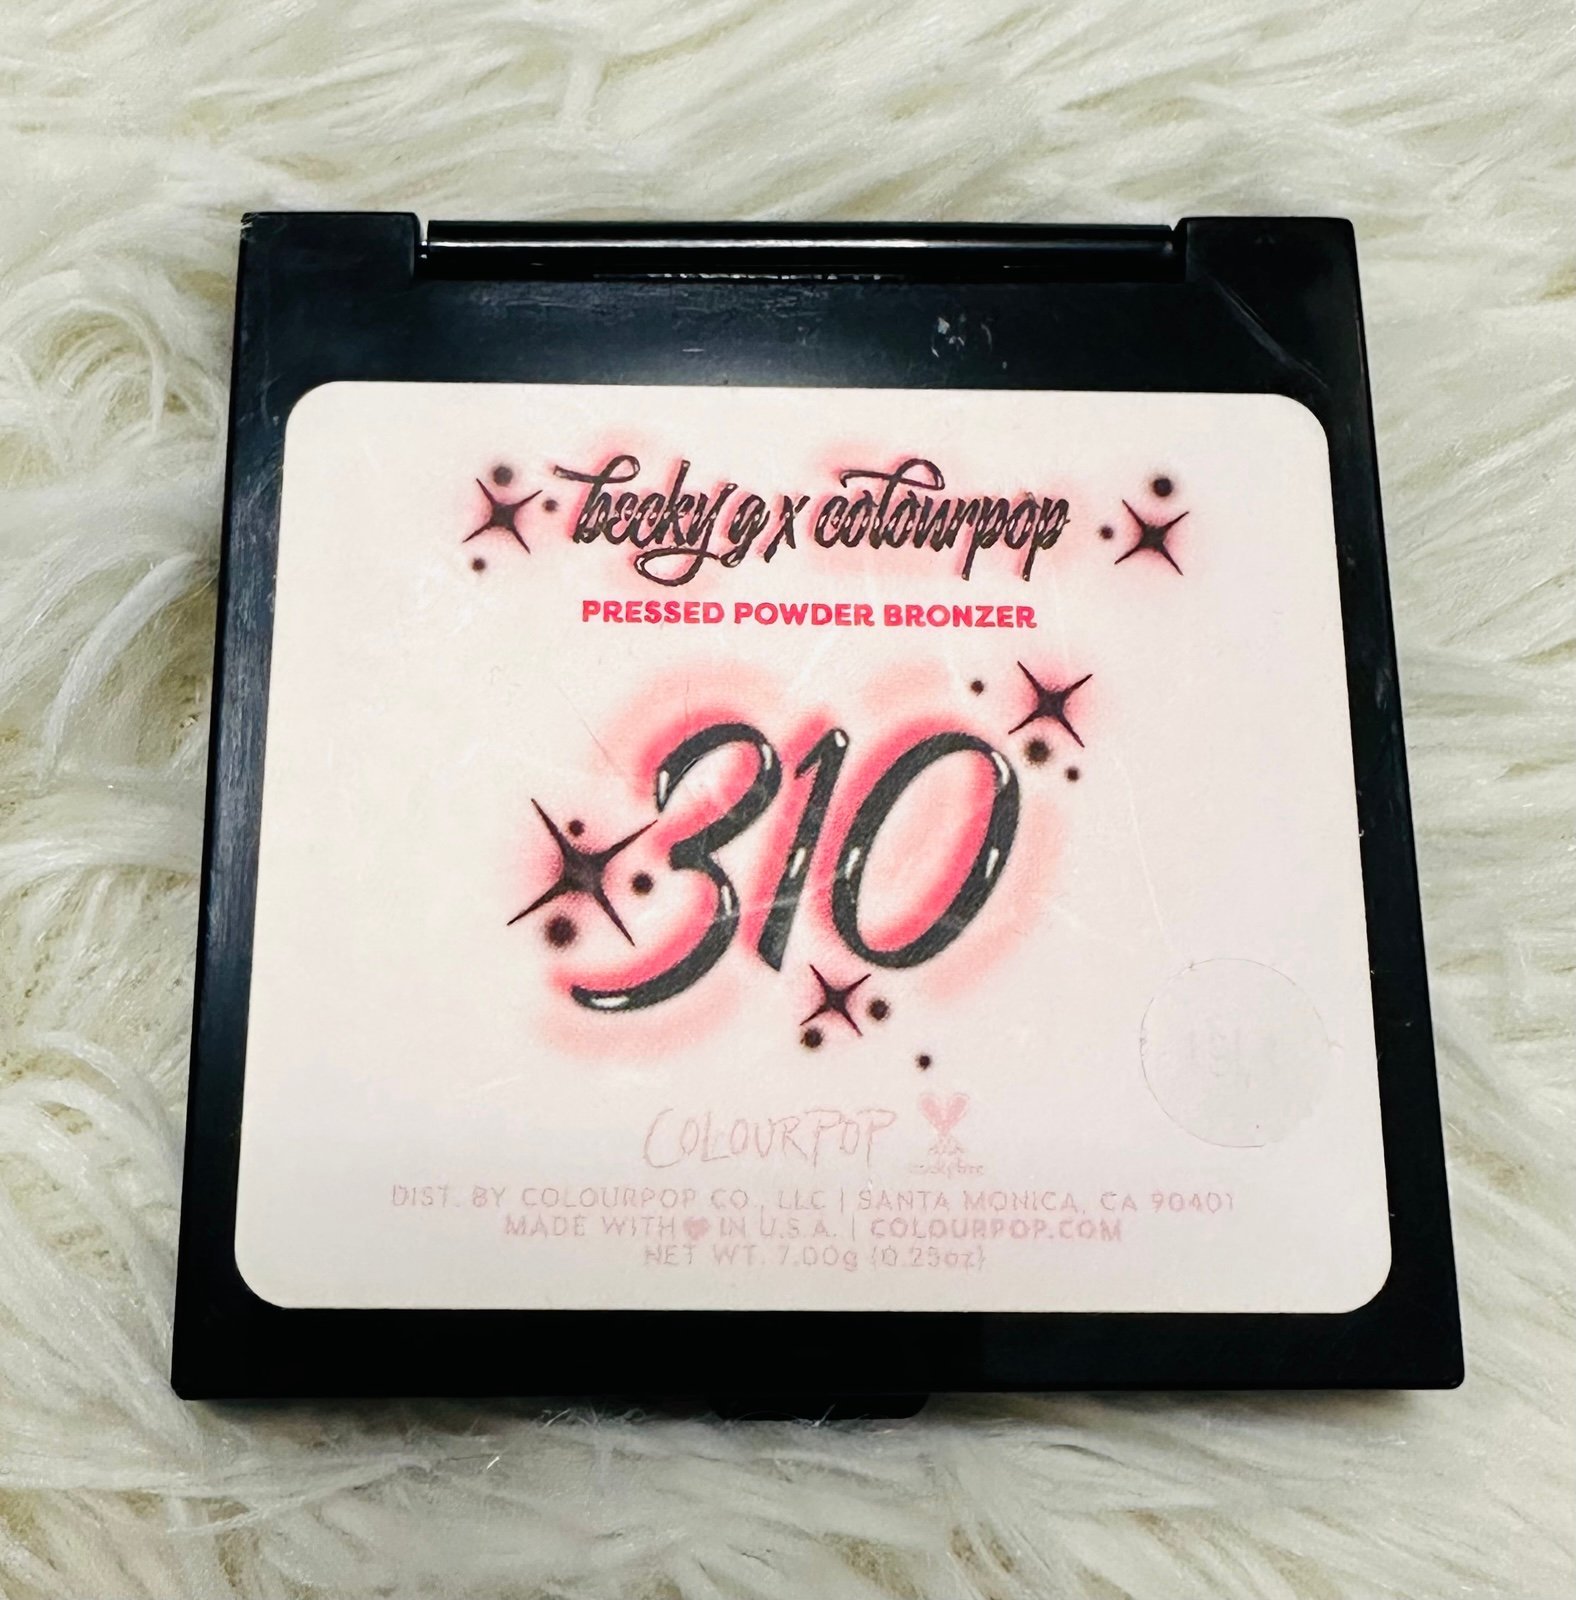 becky g x colourpop
PRESSED POWDER BRONZER
310
COLOURPOP
DIST. BY COLOURPOP CO., LLC | SANTA MONICA, CA 90401
MADE WITH ♥ IN U.S.A. | COLOURPOP.COM
NET WT. 7.00g (0.25oz)